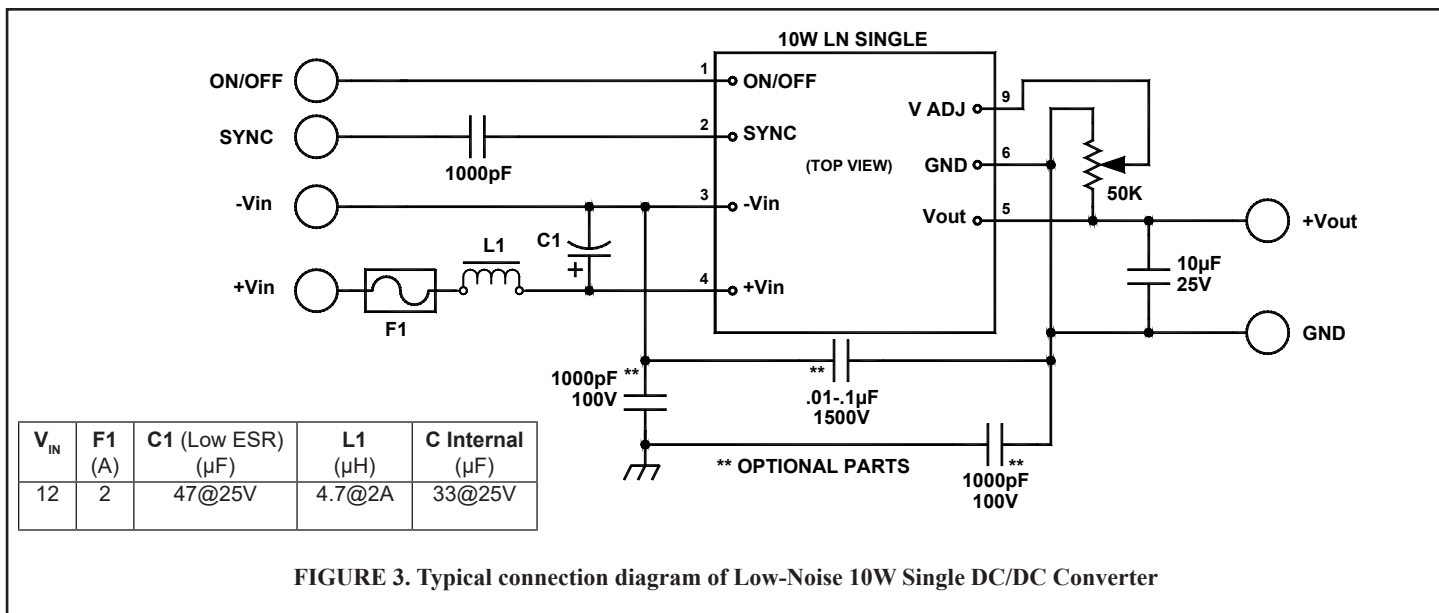 10W LN SINGLE
ON/OFF
1
ON/OFF
SYNC
1000pF
2
SYNC
-Vin
3
-Vin
+Vin
F1
L1
C1
+
4
+Vin
(TOP VIEW)
V ADJ
9
GND
6
Vout
5
50K
+Vout
10µF
25V
GND
1000pF **
100V
**
.01-.1µF
1500V
** OPTIONAL PARTS
**
1000pF
100V
VIN F1 (A) C1 (Low ESR) (µF) L1 (µH) C Internal (µF)
12 2 47@25V 4.7@2A 33@25V
FIGURE 3. Typical connection diagram of Low-Noise 10W Single DC/DC Converter